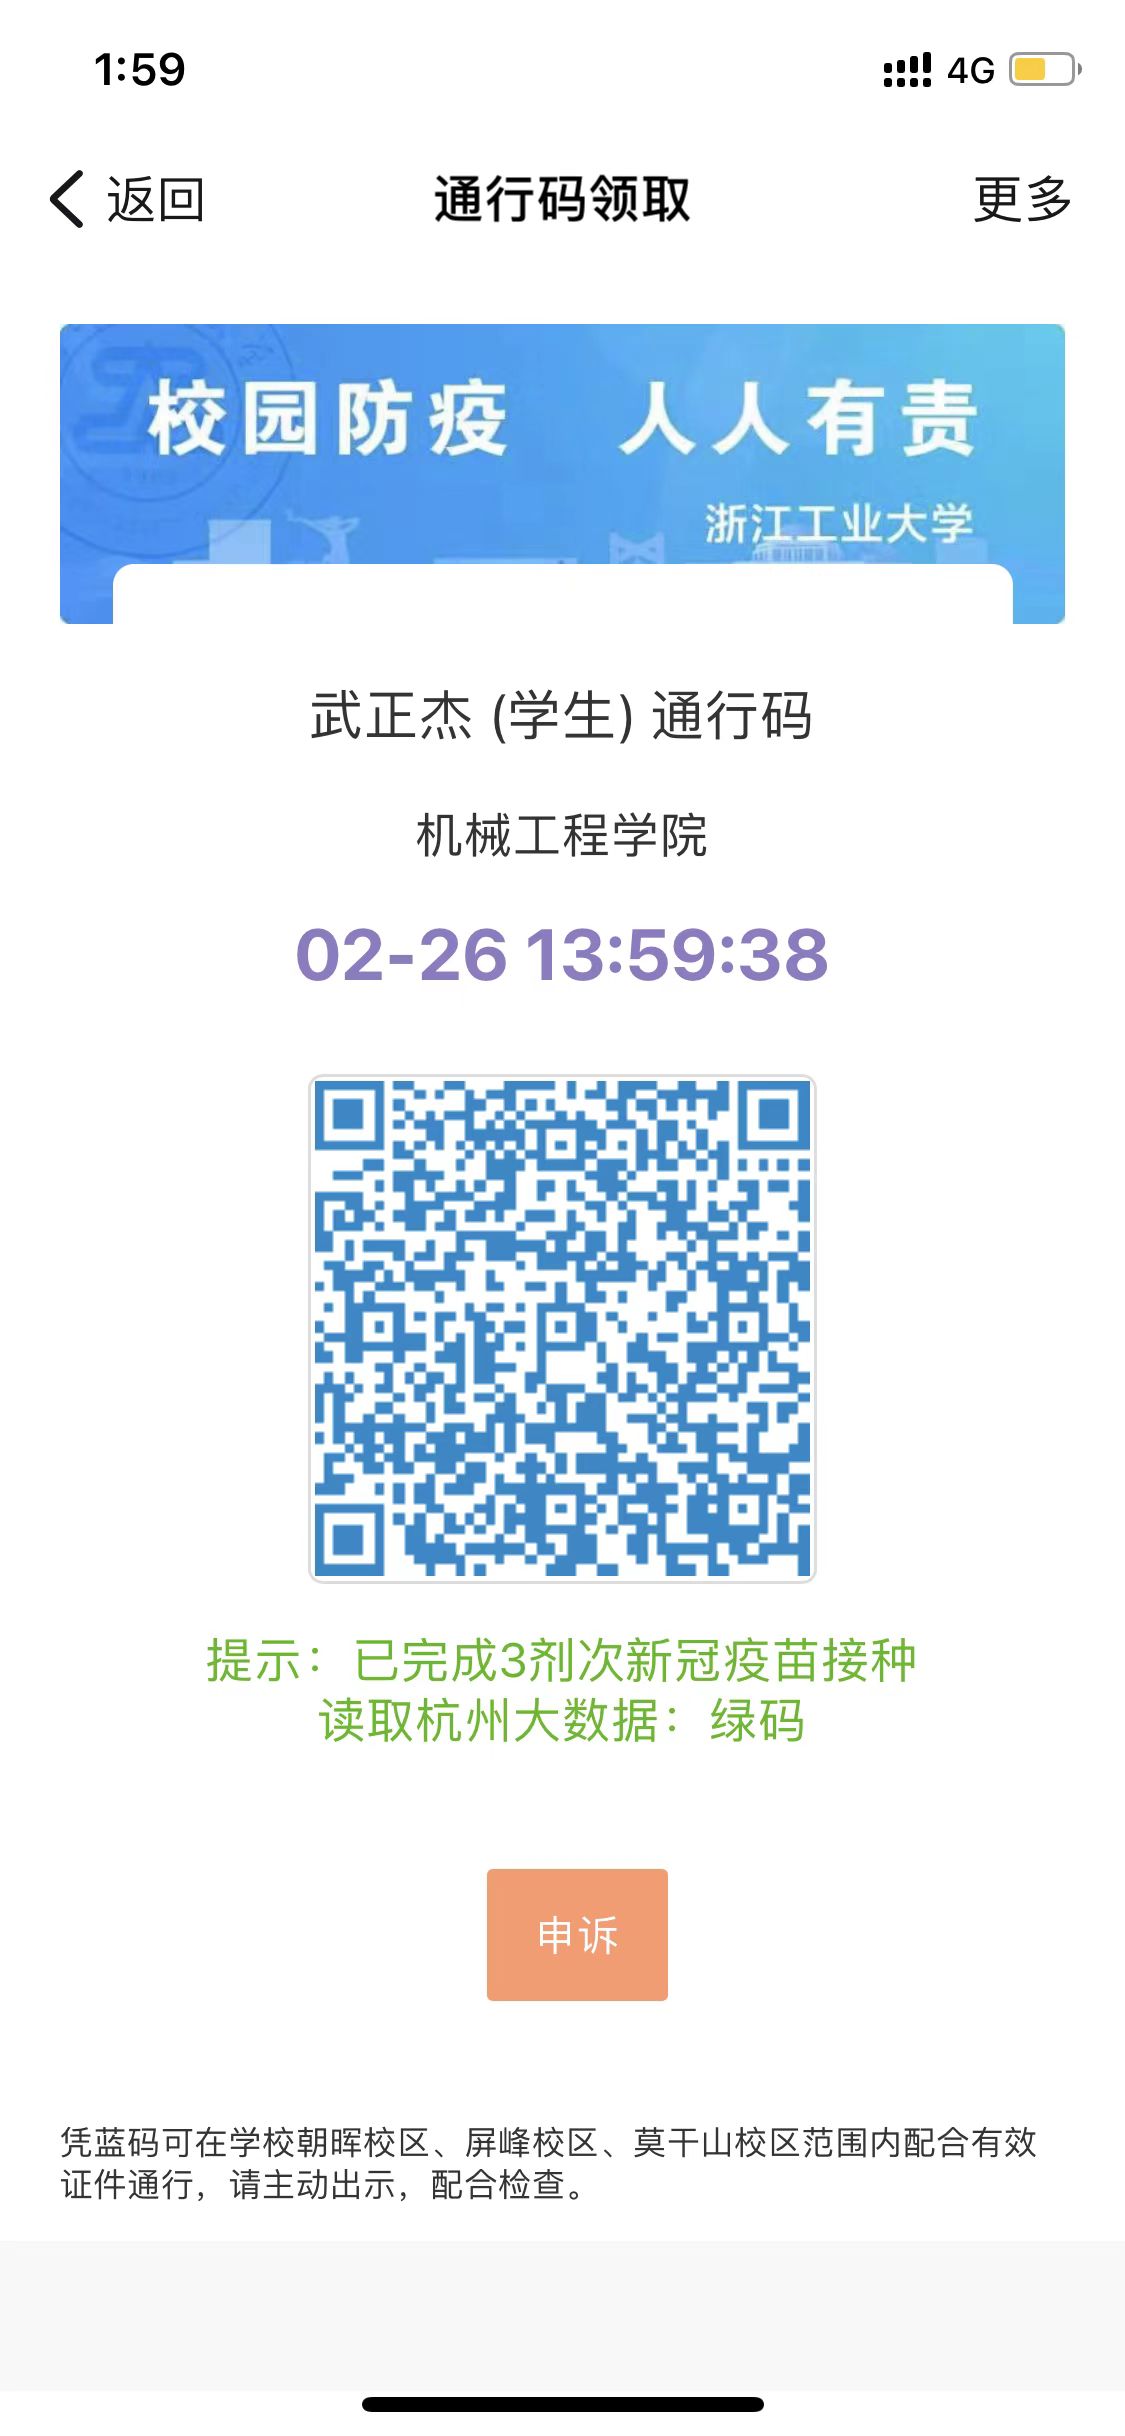 1:59
4G
返回
通行码领取
更多
校园防疫 人人有责
浙江工业大学
武正杰 (学生) 通行码
机械工程学院
02-26 13:59:38
提示：已完成3剂次新冠疫苗接种
读取杭州大数据：绿码
申诉
凭蓝码可在学校朝晖校区、屏峰校区、莫干山校区范围内配合有效
证件通行，请主动出示，配合检查。